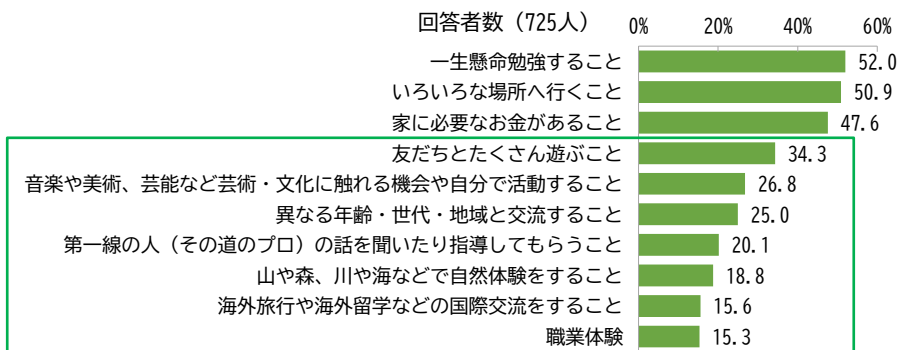 回答者数（725人） 0% 20% 40% 60%
一生懸命勉強すること 52.0
いろいろな場所へ行くこと 50.9
家に必要なお金があること 47.6
友だちとたくさん遊ぶこと 34.3
音楽や美術、芸能など芸術・文化に触れる機会や自分で活動すること 26.8
異なる年齢・世代・地域と交流すること 25.0
第一線の人（その道のプロ）の話を聞いたり指導してもらうこと 20.1
山や森、川や海などで自然体験をすること 18.8
海外旅行や海外留学などの国際交流をすること 15.6
職業体験 15.3